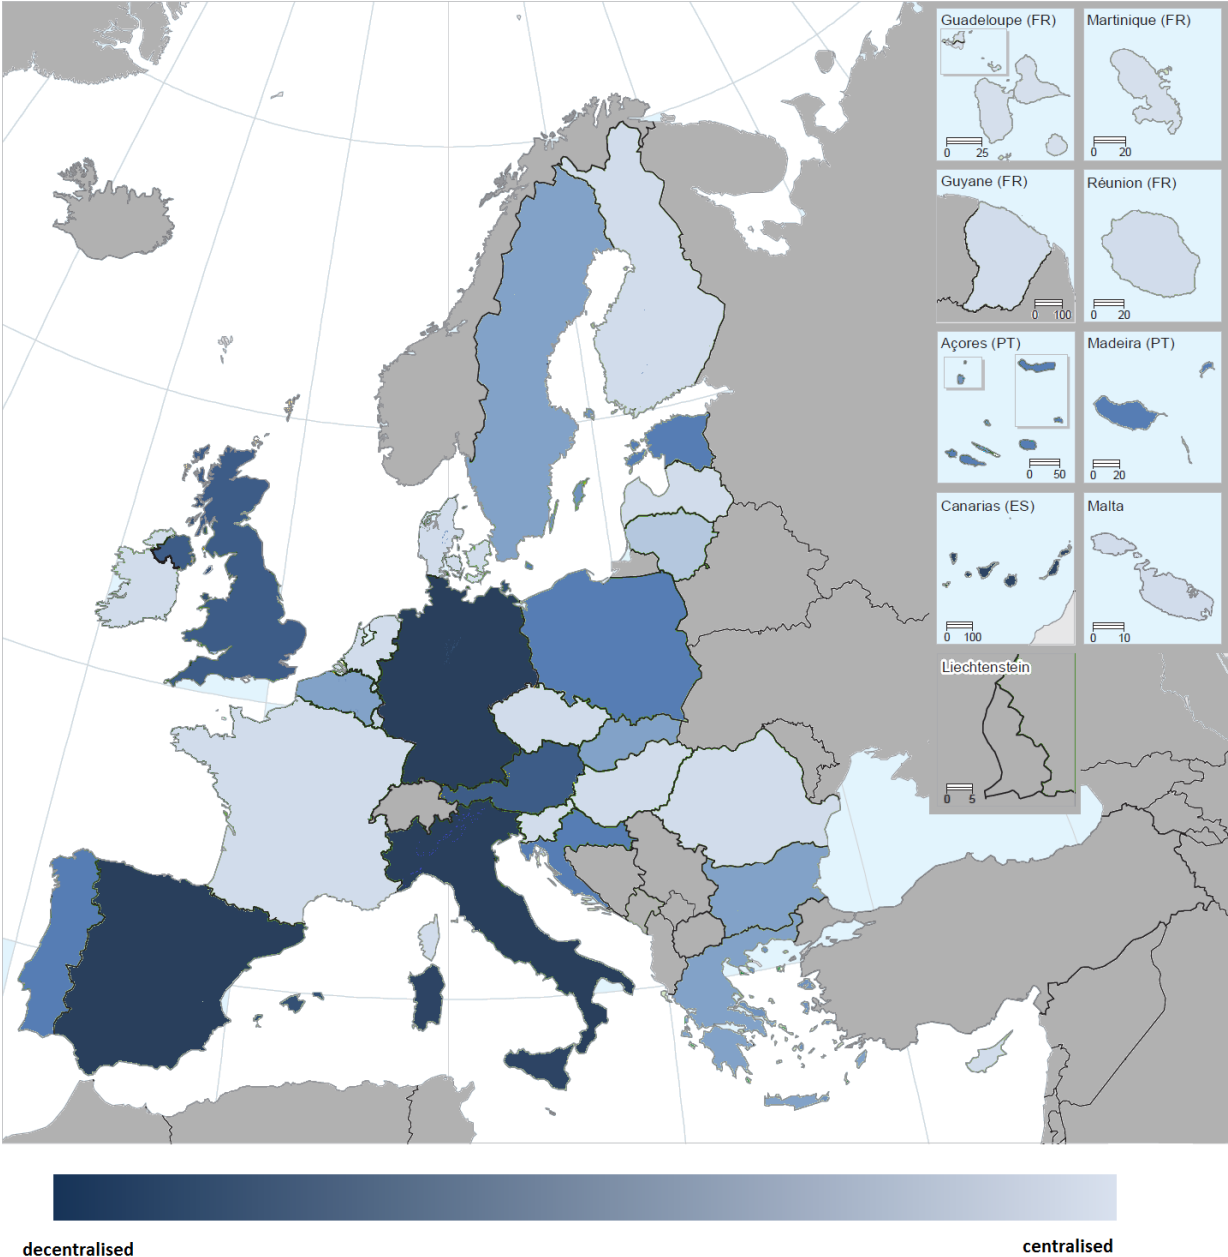 Guadeloupe (FR)
0 25
Martinique (FR)
0 20
Guyane (FR)
0 100
Réunion (FR)
0 20
Açores (PT)
0 50
Madeira (PT)
0 20
Canarias (ES)
0 100
Malta
0 10
Liechtenstein
0 5
decentralised
centralised